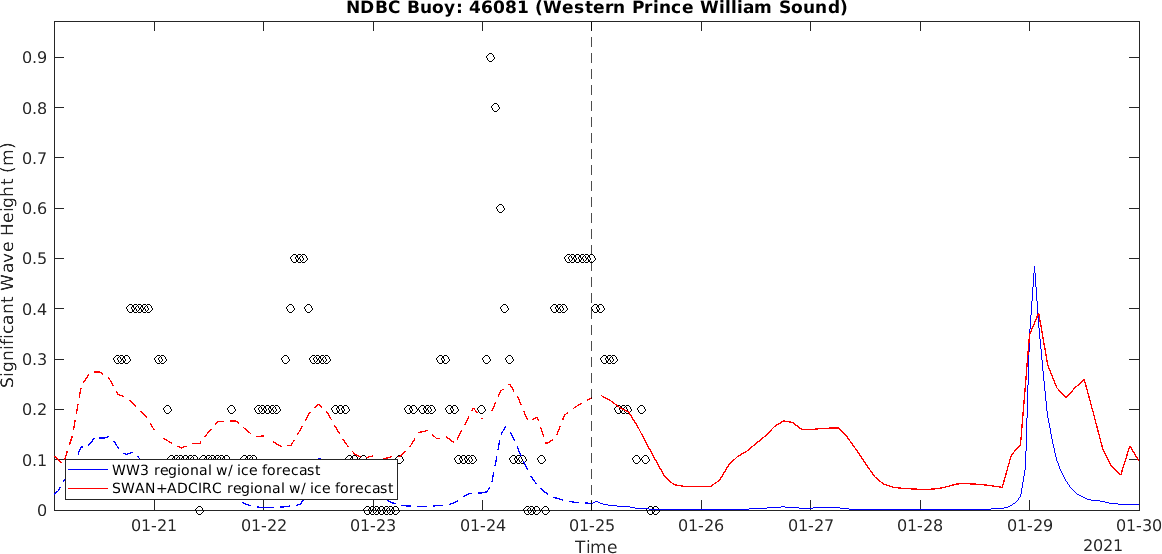 NDBC Buoy: 46081 (Western Prince William Sound)
Significant Wave Height (m)
0.9
0.8
0.7
0.6
0.5
0.4
0.3
0.2
0.1
0
WW3 regional w/ ice forecast
SWAN+ADCIRC regional w/ ice forecast
01-21 01-22 01-23 01-24 01-25 01-26 01-27 01-28 01-29 01-30
Time
2021